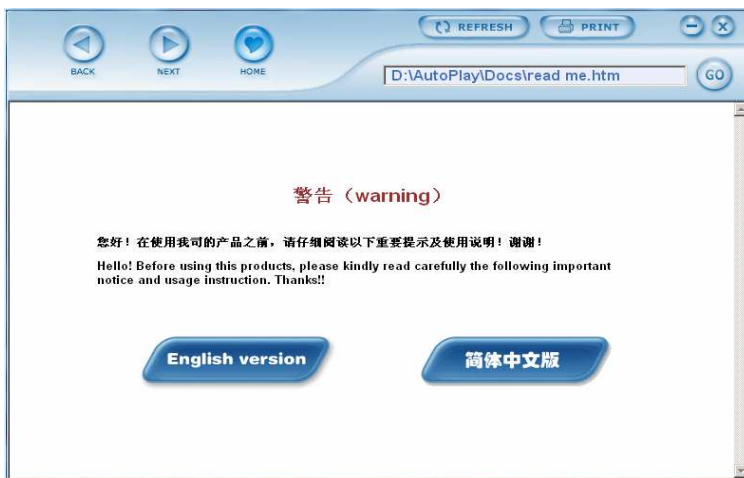 REFRESH
PRINT
BACK
NEXT
HOME
D:\AutoPlay\Docs\read me.htm
GO
警告（warning）
您好！在使用我司的产品之前，请仔细阅读以下重要提示及使用说明！谢谢！
Hello! Before using this products, please kindly read carefully the following important
notice and usage instruction. Thanks!!
English version
简体中文版